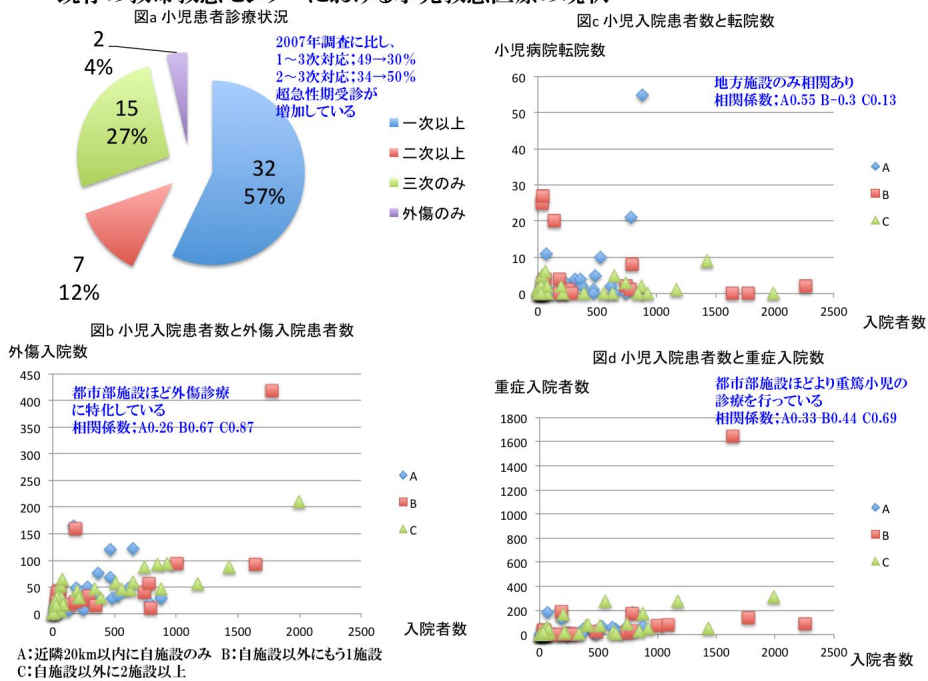 図a 小児患者診療状況
2
4%
15
27%
32
57%
7
12%
2007年調査に比し、
1～3次対応;49→30%
2～3次対応;34→50%
超急性期受診が
増加している
一次以上
二次以上
三次のみ
外傷のみ
図c 小児入院患者数と転院数
小児病院転院数
地方施設のみ相関あり
相関係数;A0.55 B-0.3 C0.13
60
50
40
30
20
10
0
0 500 1000 1500 2000 2500
入院者数
A
B
C
図b 小児入院患者数と外傷入院患者数
外傷入院数
都市部施設ほど外傷診療
に特化している
相関係数;A0.26 B0.67 C0.87
450
400
350
300
250
200
150
100
50
0
0 500 1000 1500 2000 2500
入院者数
A
B
C
図d 小児入院患者数と重症入院数
重症入院者数
都市部施設ほどより重篤小児の
診療を行っている
相関係数;A0.33 B0.44 C0.69
1800
1600
1400
1200
1000
800
600
400
200
0
0 500 1000 1500 2000 2500
入院者数
A
B
C
A:近隣20km以内に自施設のみ B:自施設以外にもう1施設
C:自施設以外に2施設以上